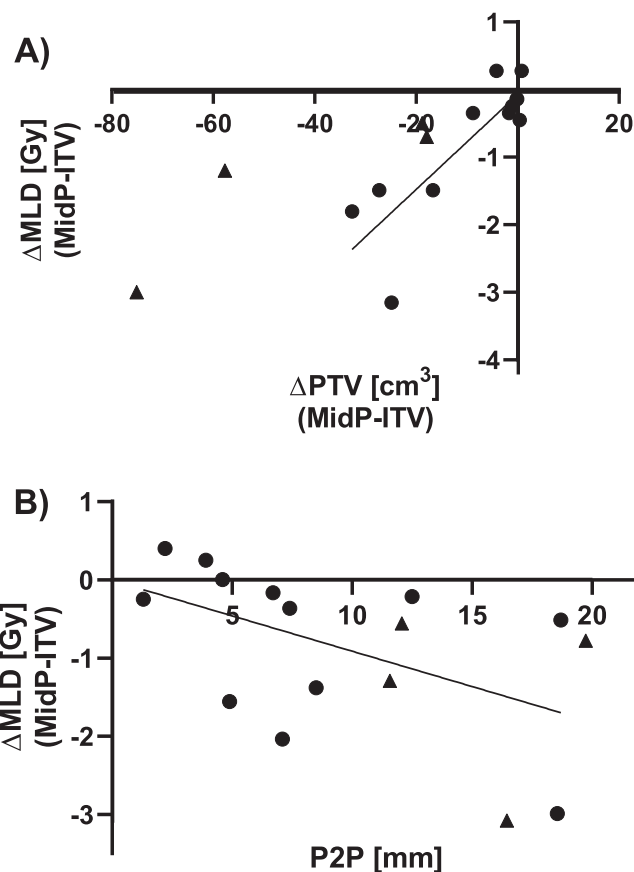 A)
1
-80
-60
-40
-20
20
-1
-2
-3
-4
ΔMLD [Gy]
(MidP-ITV)
ΔPTV [cm³]
(MidP-ITV)
B)
1
0
5
10
15
20
-1
-2
-3
ΔMLD [Gy]
(MidP-ITV)
P2P [mm]